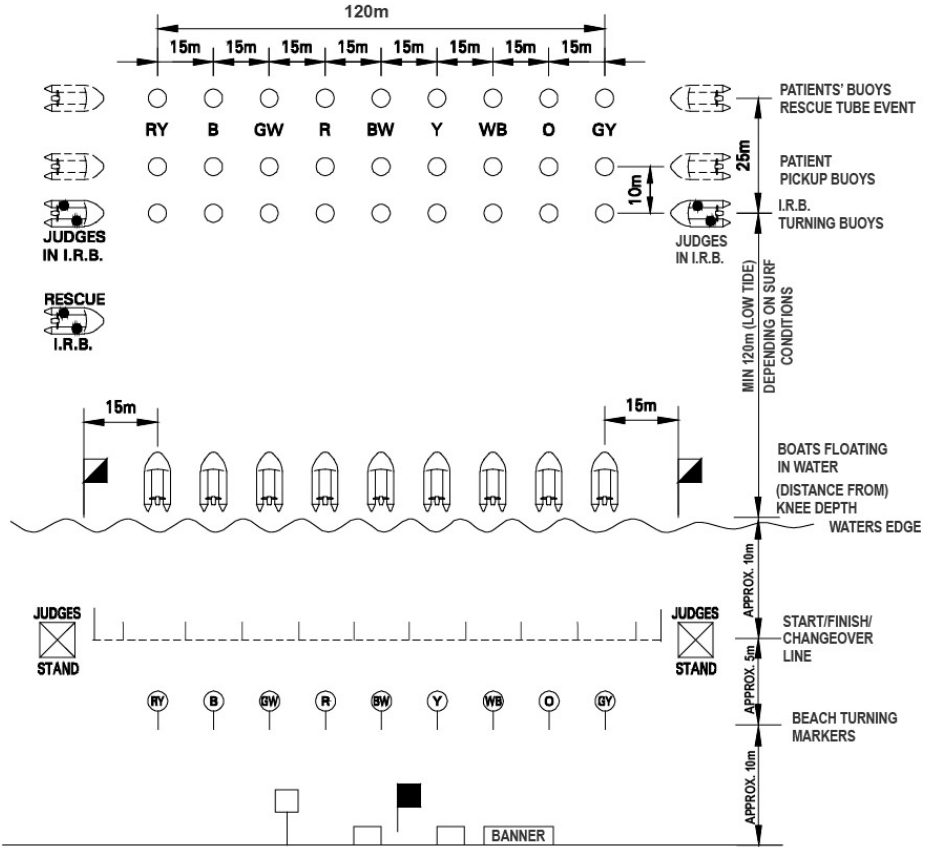 120m
15m 15m 15m 15m 15m 15m 15m 15m
PATIENTS' BUOYS
RESCUE TUBE EVENT
RY B GW R BW Y WB O GY
25m
PATIENT
PICKUP BUOYS
10m
I.R.B.
TURNING BUOYS
JUDGES
IN I.R.B.
JUDGES
IN I.R.B.
RESCUE
I.R.B.
MIN 120m (LOW TIDE)
DEPENDING ON SURF
CONDITIONS
15m
15m
BOATS FLOATING
IN WATER
(DISTANCE FROM)
KNEE DEPTH
WATERS EDGE
APPROX. 10m
JUDGES
STAND
JUDGES
STAND
START/FINISH/
CHANGEOVER
LINE
APPROX. 5m
RY B GW R BW Y WB O GY
BEACH TURNING
MARKERS
APPROX. 10m
BANNER